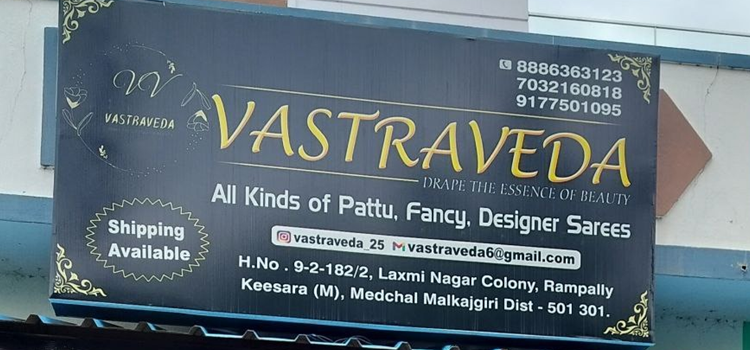 VV
VASTRAVEDA
8886363123
7032160818
9177501095
VASTRAVEDA
DRAPE THE ESSENCE OF BEAUTY
All Kinds of Pattu, Fancy, Designer Sarees
Shipping
Available
vastraveda_25 vastraveda6@gmail.com
H.No . 9-2-182/2, Laxmi Nagar Colony, Rampally
Keesara (M), Medchal Malkajgiri Dist - 501 301.